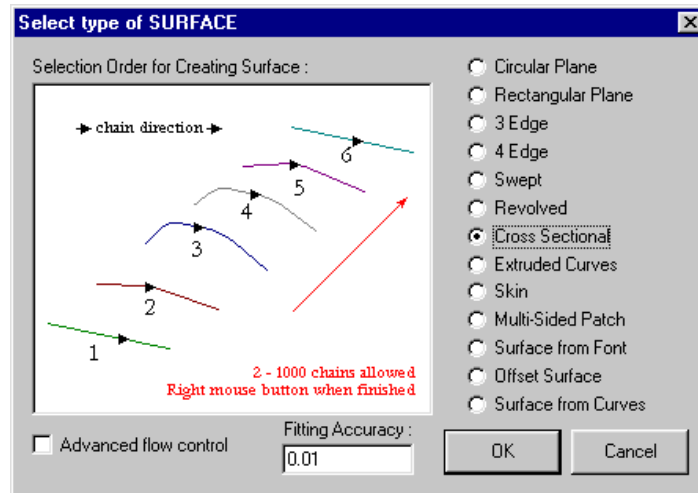 Select type of SURFACE
Selection Order for Creating Surface :
chain direction
1
2
3
4
5
6
2 - 1000 chains allowed
Right mouse button when finished
Circular Plane
Rectangular Plane
3 Edge
4 Edge
Swept
Revolved
Cross Sectional
Extruded Curves
Skin
Multi-Sided Patch
Surface from Font
Offset Surface
Surface from Curves
Advanced flow control
Fitting Accuracy :
0.01
OK
Cancel